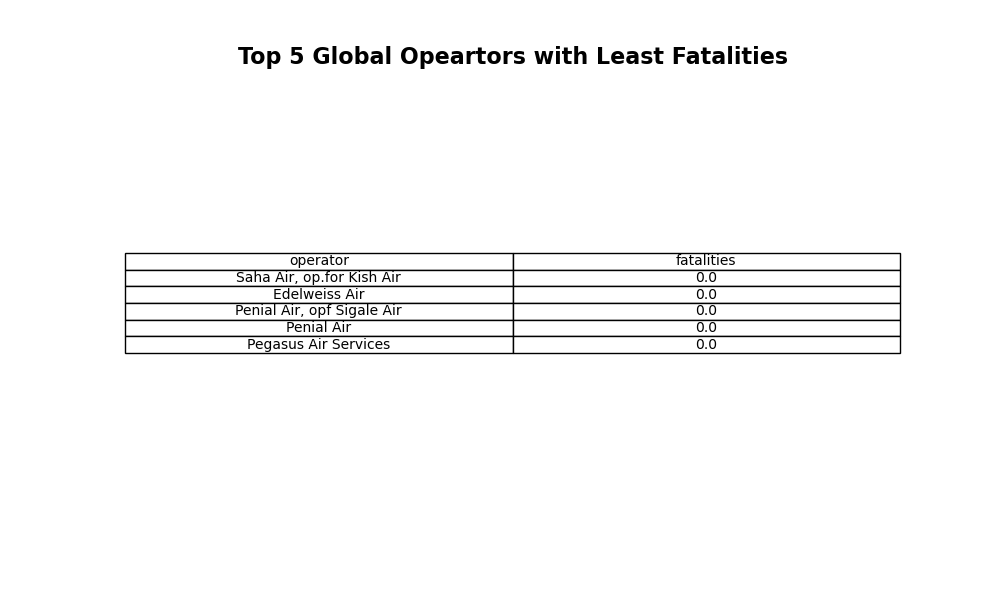 Top 5 Global Opeartors with Least Fatalities
operator fatalities
Saha Air, op.for Kish Air 0.0
Edelweiss Air 0.0
Penial Air, opf Sigale Air 0.0
Penial Air 0.0
Pegasus Air Services 0.0